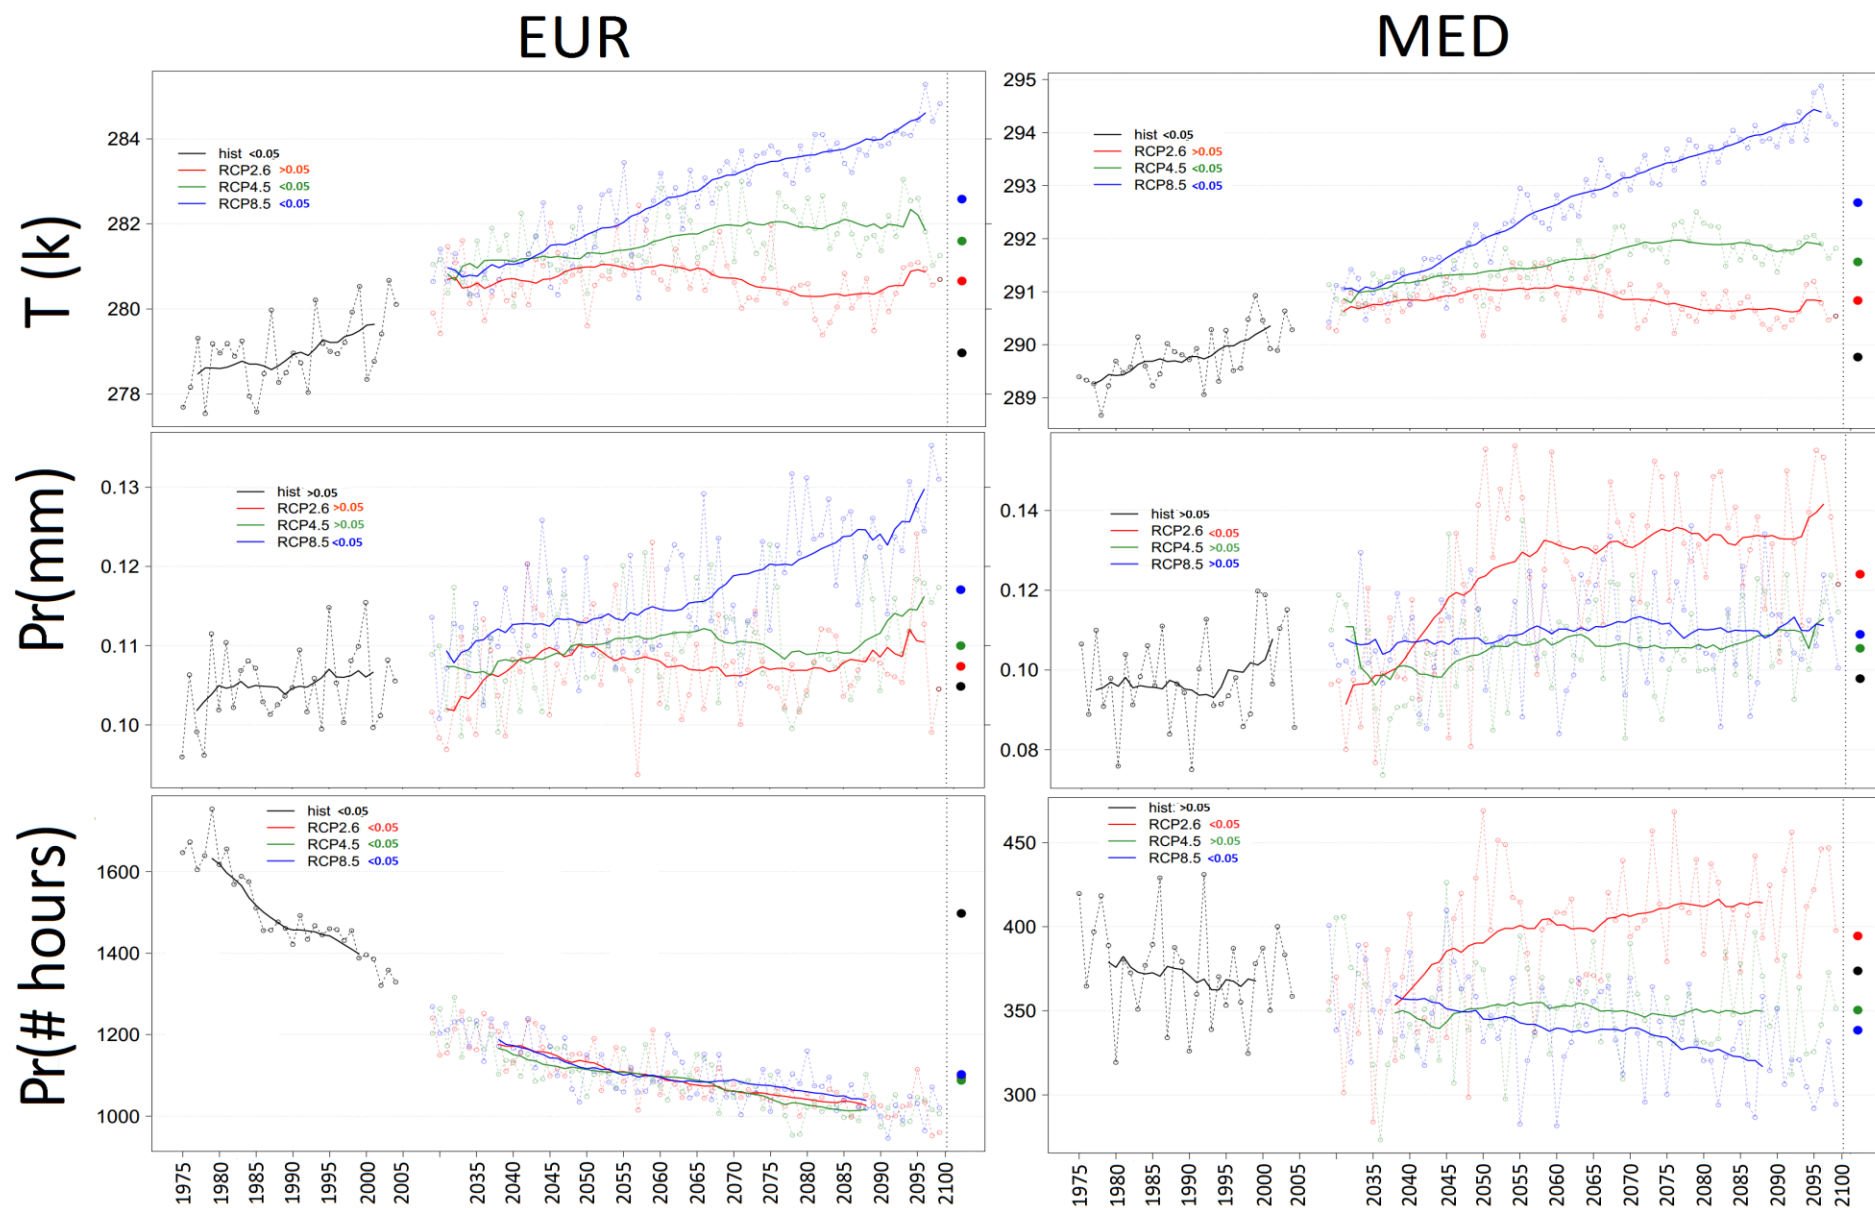 EUR
MED
T (k)
284
282
280
278
hist <0.05
RCP2.6 >0.05
RCP4.5 <0.05
RCP8.5 <0.05
295
294
293
292
291
290
289
hist <0.05
RCP2.6 >0.05
RCP4.5 <0.05
RCP8.5 <0.05
Pr(mm)
0.13
0.12
0.11
0.10
hist >0.05
RCP2.6 >0.05
RCP4.5 >0.05
RCP8.5 <0.05
0.14
0.12
0.10
0.08
hist >0.05
RCP2.6 <0.05
RCP4.5 >0.05
RCP8.5 >0.05
Pr(# hours)
1600
1400
1200
1000
hist <0.05
RCP2.6 <0.05
RCP4.5 <0.05
RCP8.5 <0.05
450
400
350
300
hist >0.05
RCP2.6 <0.05
RCP4.5 >0.05
RCP8.5 <0.05
1975 1980 1985 1990 1995 2000 2005 2035 2040 2045 2050 2055 2060 2065 2070 2075 2080 2085 2090 2095 2100
1975 1980 1985 1990 1995 2000 2005 2035 2040 2045 2050 2055 2060 2065 2070 2075 2080 2085 2090 2095 2100